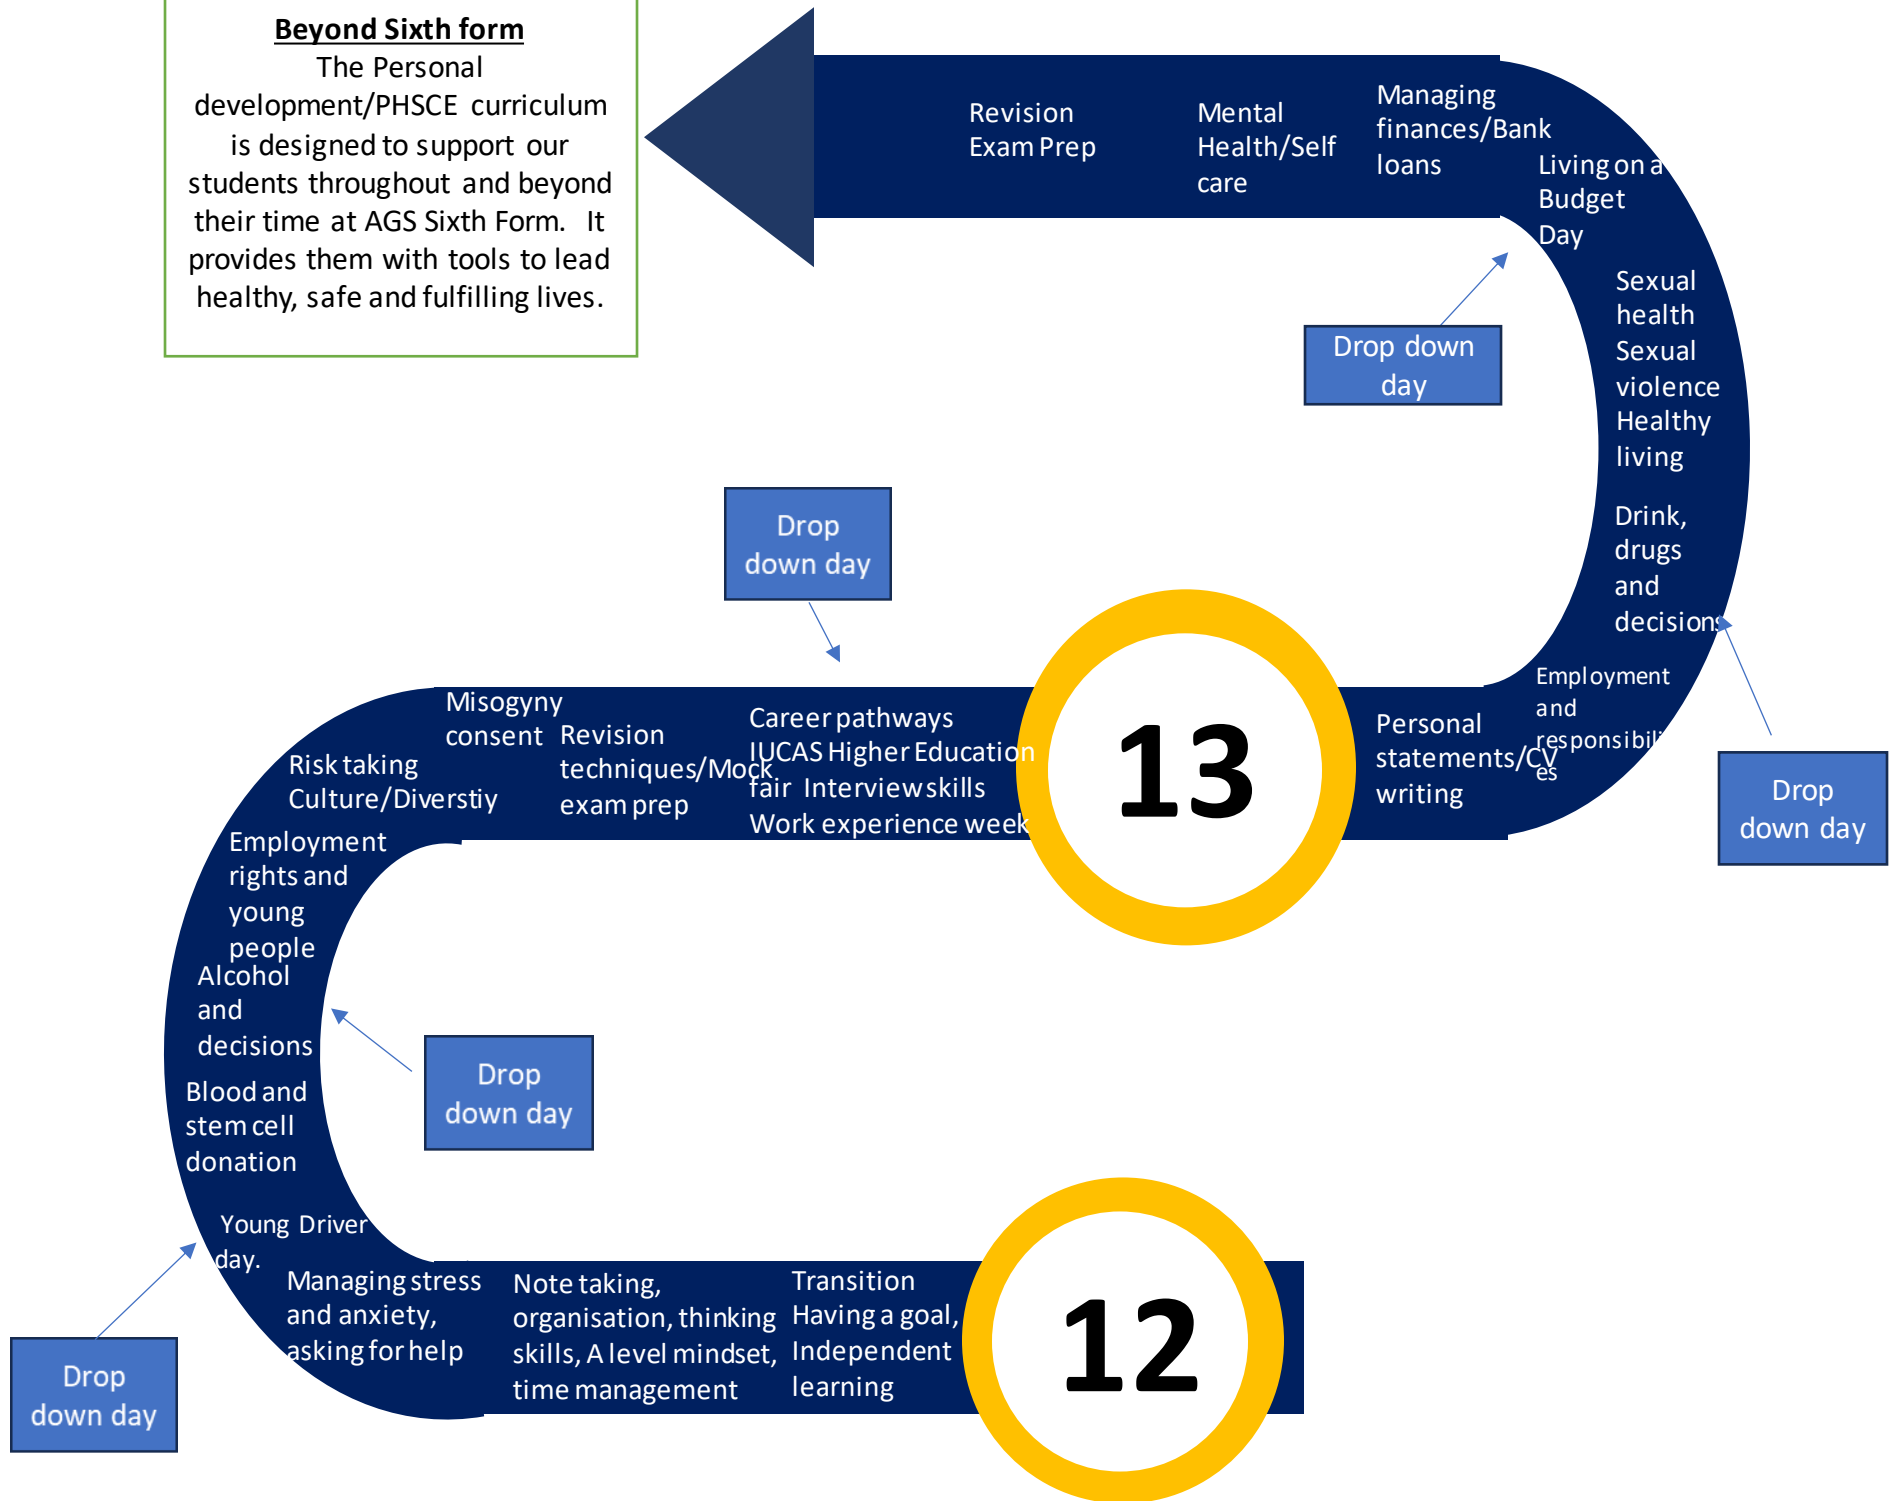 Beyond Sixth form
The Personal
development/PHSCE curriculum
is designed to support our
students throughout and beyond
their time at AGS Sixth Form. It
provides them with tools to lead
healthy, safe and fulfilling lives.
Revision
Exam Prep
Mental
Health/Self
care
Managing
finances/Bank
loans
Living on a
Budget
Day
Drop down
day
Sexual
health
Sexual
violence
Healthy
living
Drink,
drugs
and
decisions
Drop
down day
Employment
and
responsibili
es
Personal
statements/CV
writing
13
Drop
down day
Career pathways
IUCAS Higher Education
fair Interview skills
Work experience week
Revision
techniques/Mock
exam prep
Misogyny
consent
Risk taking
Culture/Diverstiy
Employment
rights and
young
people
Alcohol
and
decisions
Drop
down day
Blood and
stem cell
donation
Young Driver
day.
Drop
down day
Managing stress
and anxiety,
asking for help
Note taking,
organisation, thinking
skills, A level mindset,
time management
Transition
Having a goal,
Independent
learning
12